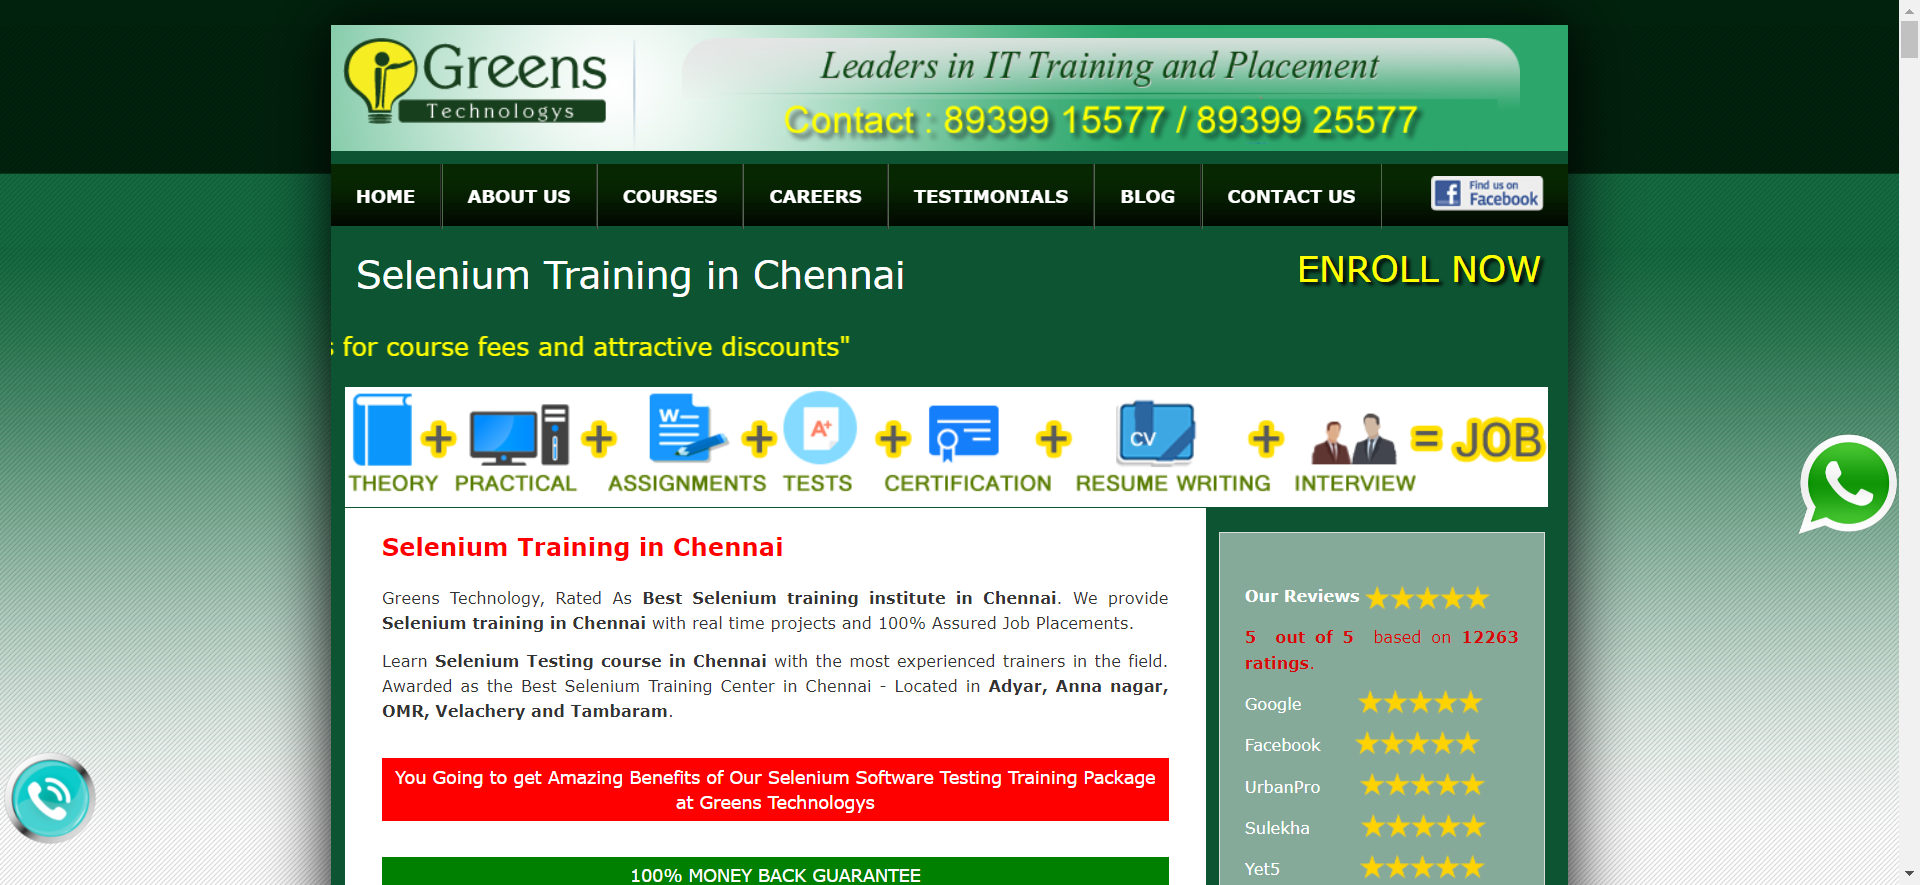 Greens
Technologys
Leaders in IT Training and Placement
Contact : 89399 15577 / 89399 25577
HOME ABOUT US COURSES CAREERS TESTIMONIALS BLOG CONTACT US
Find us on
Facebook
Selenium Training in Chennai
ENROLL NOW
for course fees and attractive discounts"
W
A+
CV
JOB
THEORY PRACTICAL ASSIGNMENTS TESTS CERTIFICATION RESUME WRITING INTERVIEW
Selenium Training in Chennai
Greens Technology, Rated As Best Selenium training institute in Chennai. We provide
Selenium training in Chennai with real time projects and 100% Assured Job Placements.
Learn Selenium Testing course in Chennai with the most experienced trainers in the field.
Awarded as the Best Selenium Training Center in Chennai - Located in Adyar, Anna nagar,
OMR, Velachery and Tambaram.
You Going to get Amazing Benefits of Our Selenium Software Testing Training Package
at Greens Technologys
100% MONEY BACK GUARANTEE
Our Reviews
5 out of 5 based on 12263
ratings.
Google
Facebook
UrbanPro
Sulekha
Yet5